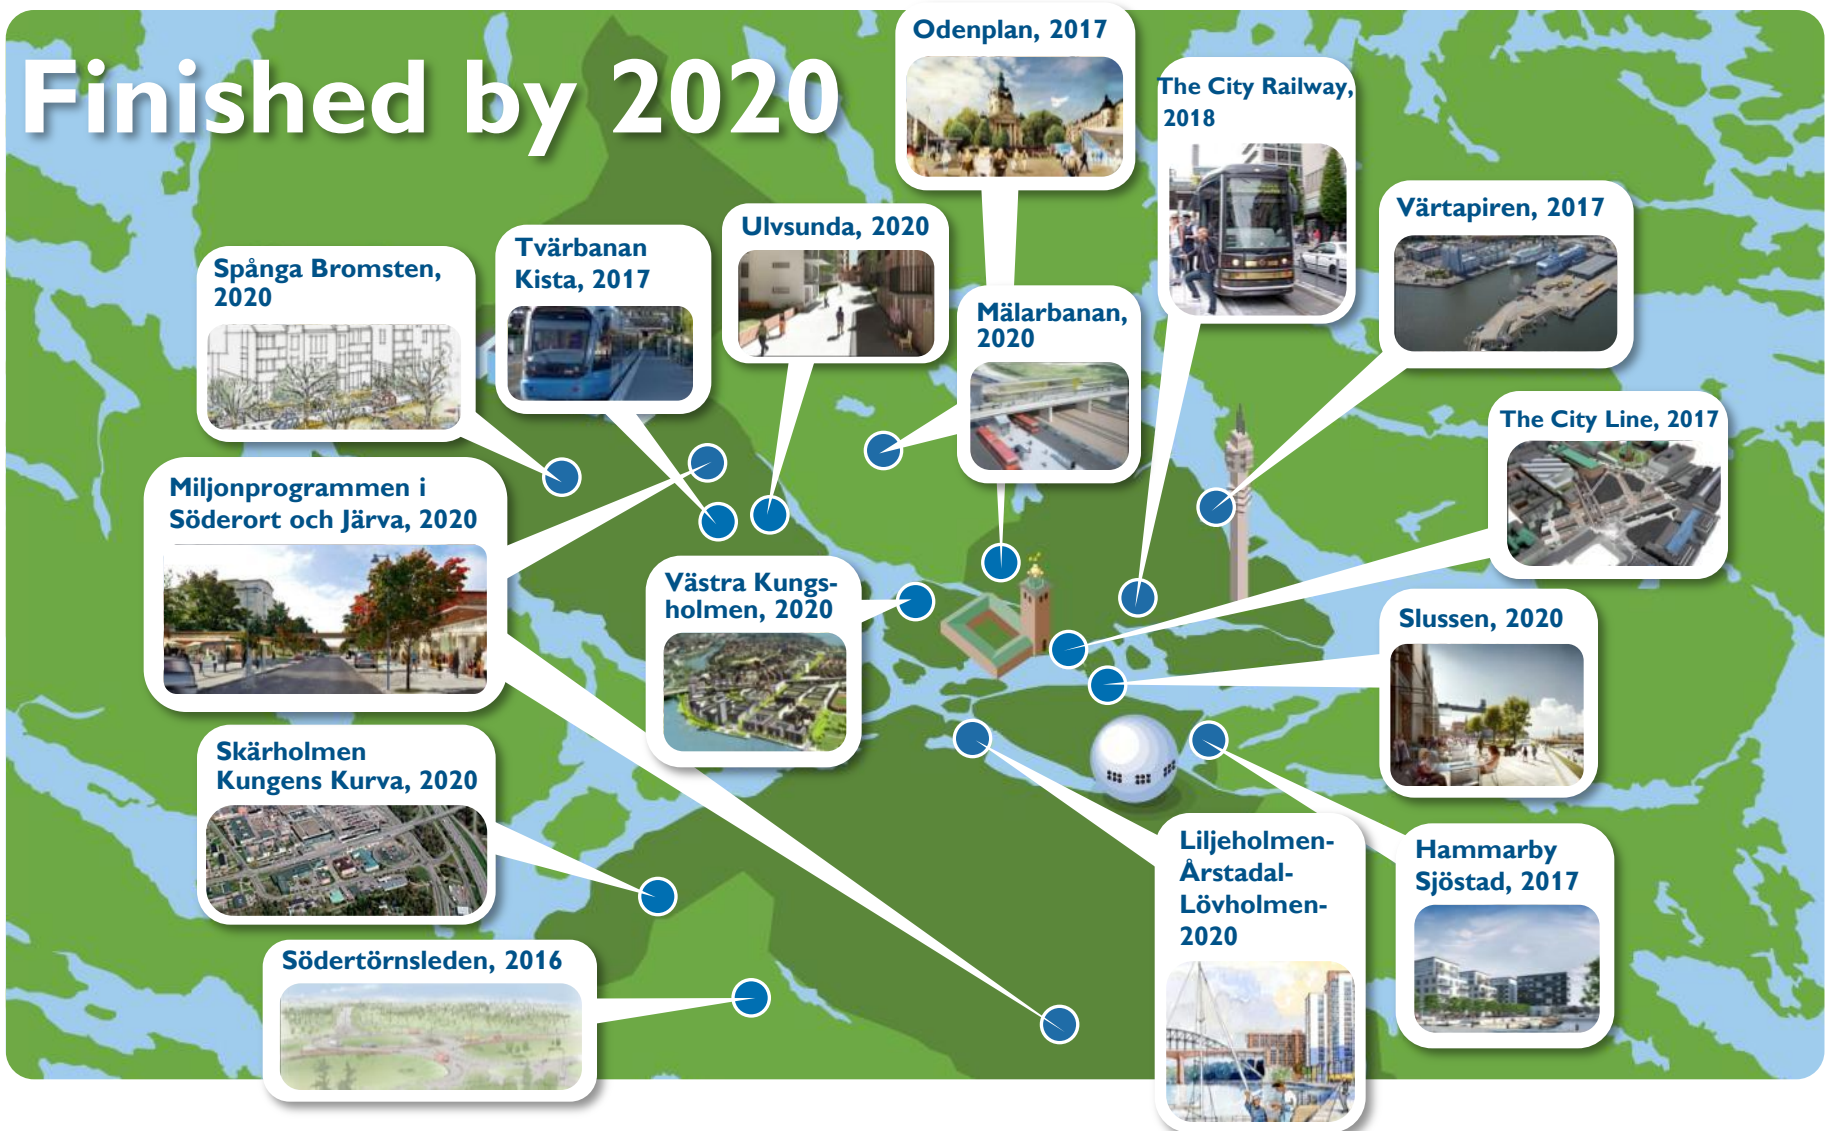 Finished by 2020
Odenplan, 2017
The City Railway,
2018
Värtapiren, 2017
Ulvsunda, 2020
Tvärbanan
Kista, 2017
Spånga Bromsten,
2020
Mälarbanan,
2020
The City Line, 2017
Miljonprogrammen i
Söderort och Järva, 2020
Västra Kungs-
holmen, 2020
Slussen, 2020
Skärholmen
Kungens Kurva, 2020
Liljeholmen-
Årstadal-
Lövholmen-
2020
Hammarby
Sjöstad, 2017
Södertörnsleden, 2016